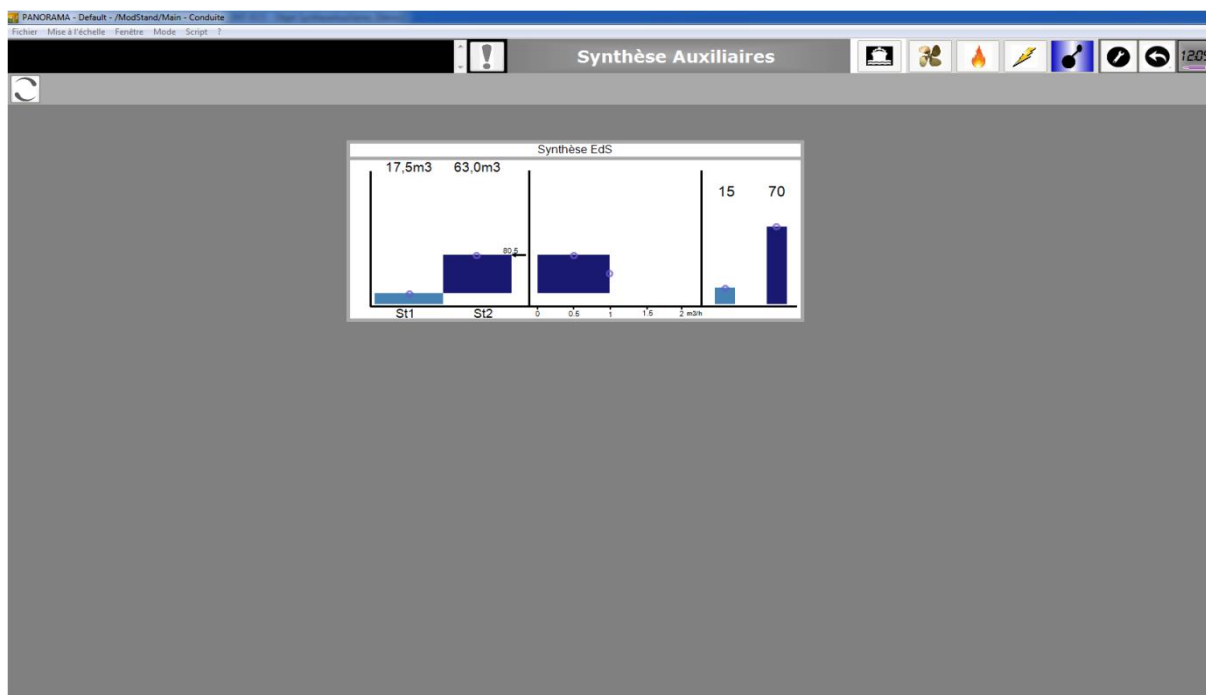 PANORAMA - Default - /ModStand/Main - Conduite
Fichier Mise à l'échelle Fenêtre Mode Script ?
Synthèse Auxiliaires
Synthèse EdS
17,5m3 63,0m3
15 70
80,5
St1 St2 0 0.5 1 1.5 2 m3/h